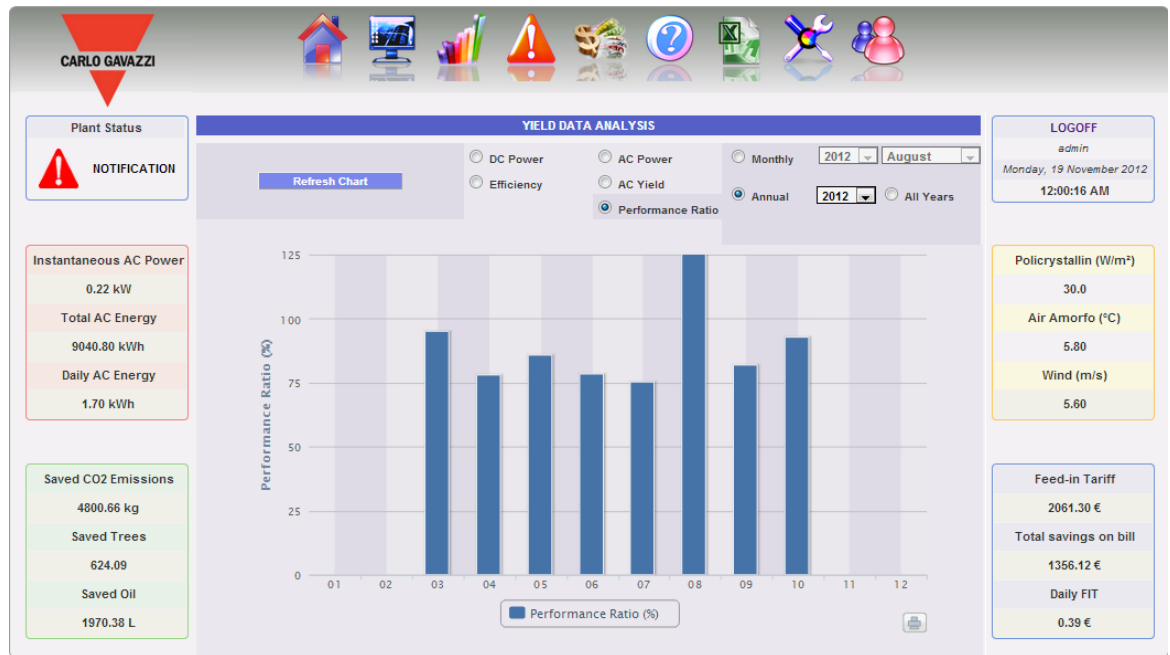 CARLO GAVAZZI
Plant Status
NOTIFICATION
Instantaneous AC Power
0.22 kW
Total AC Energy
9040.80 kWh
Daily AC Energy
1.70 kWh
Saved CO2 Emissions
4800.66 kg
Saved Trees
624.09
Saved Oil
1970.38 L
YIELD DATA ANALYSIS
Refresh Chart
DC Power
AC Power
Efficiency
AC Yield
Performance Ratio
Monthly
2012
August
Annual
2012
All Years
Performance Ratio (%)
125
100
75
50
25
0
01 02 03 04 05 06 07 08 09 10 11 12
Performance Ratio (%)
LOGOFF
admin
Monday, 19 November 2012
12:00:16 AM
Policrystallin (W/m²)
30.0
Air Amorfo (ºC)
5.80
Wind (m/s)
5.60
Feed-in Tariff
2061.30 €
Total savings on bill
1356.12 €
Daily FIT
0.39 €